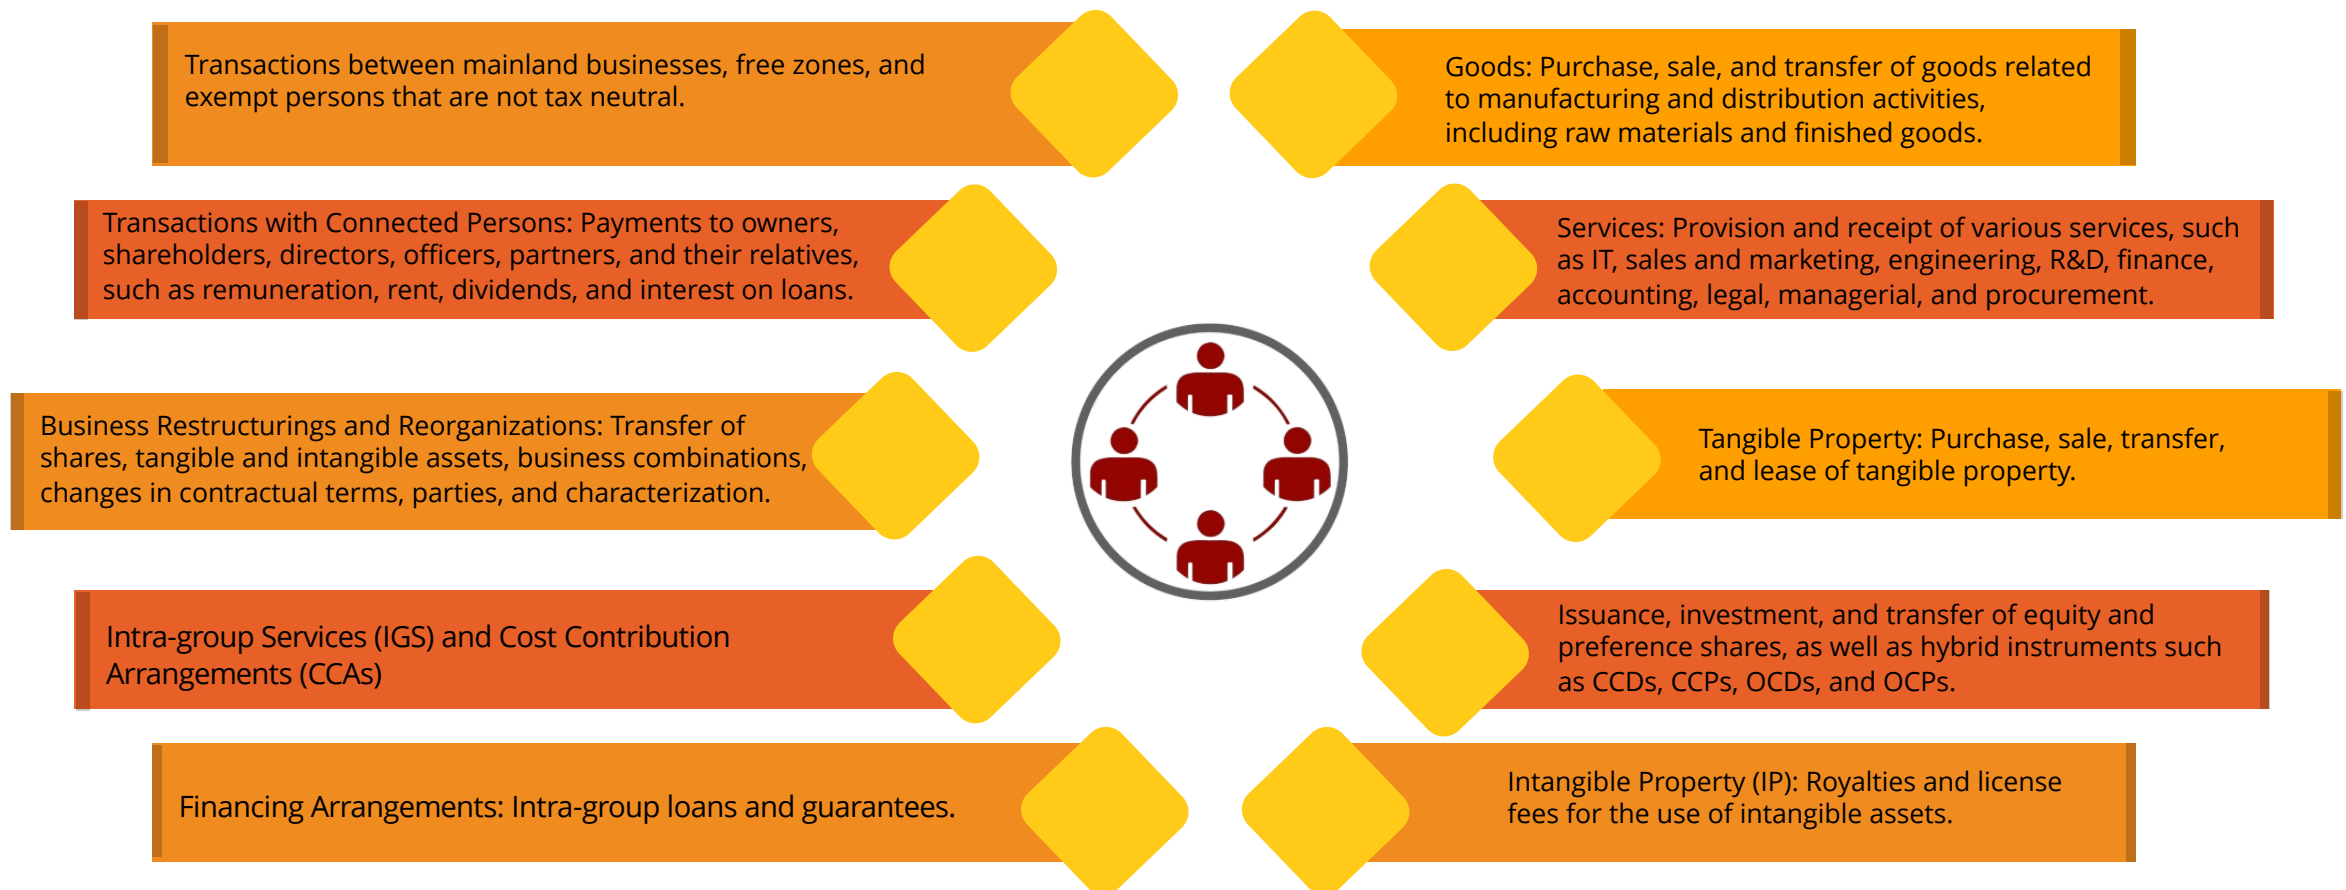 Transactions between mainland businesses, free zones, and
exempt persons that are not tax neutral.
Transactions with Connected Persons: Payments to owners,
shareholders, directors, officers, partners, and their relatives,
such as remuneration, rent, dividends, and interest on loans.
Business Restructurings and Reorganizations: Transfer of
shares, tangible and intangible assets, business combinations,
changes in contractual terms, parties, and characterization.
Intra-group Services (IGS) and Cost Contribution
Arrangements (CCAs)
Financing Arrangements: Intra-group loans and guarantees.
Goods: Purchase, sale, and transfer of goods related
to manufacturing and distribution activities,
including raw materials and finished goods.
Services: Provision and receipt of various services, such
as IT, sales and marketing, engineering, R&D, finance,
accounting, legal, managerial, and procurement.
Tangible Property: Purchase, sale, transfer,
and lease of tangible property.
Issuance, investment, and transfer of equity and
preference shares, as well as hybrid instruments such
as CCDs, CCPs, OCDs, and OCPs.
Intangible Property (IP): Royalties and license
fees for the use of intangible assets.